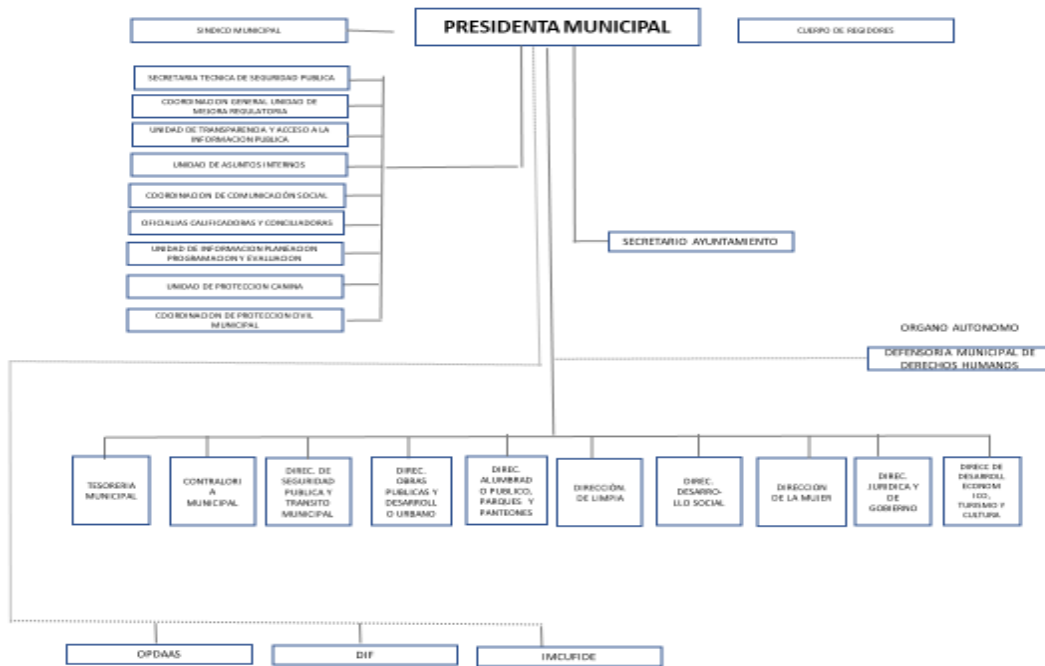 PRESIDENTA MUNICIPAL
SINDICO MUNICIPAL
CUERPO DE REGIDORES
SECRETARIA TECNICA DE SEGURIDAD PUBLICA
COORDINACION GENERAL UNIDAD DE
MEJORA REGULATORIA
UNIDAD DE TRANSPARENCIA Y ACCESO A LA
INFORMACION PUBLICA
UNIDAD DE ASUNTOS INTERNOS
COORDINACION DE COMUNICACIÓN SOCIAL
OFICIALIAS CALIFICADORAS Y CONCILIADORAS
UNIDAD DE INFORMACION PLANEACION
PROGRAMACION Y EVALUACION
UNIDAD DE PROTECCION CANINA
COORDINACION DE PROTECCION CIVIL
MUNICIPAL
SECRETARIO AYUNTAMIENTO
ORGANO AUTONOMO
DEFENSORIA MUNICIPAL DE
DERECHOS HUMANOS
TESORERIA
MUNICIPAL
CONTRALORI
A
MUNICIPAL
DIREC. DE
SEGURIDAD
PUBLICA Y
TRANSITO
MUNICIPAL
DIREC.
OBRAS
PUBLICAS Y
DESARROLL
O URBANO
DIREC.
ALUMBRAD
O PUBLICO,
PARQUES Y
PANTEONES
DIRECCIÓN.
DE LIMPIA
DIREC.
DESARRO-
LLO SOCIAL
DIRECCION
DE LA MUJER
DIREC.
JURIDICA Y
DE
GOBIERNO
DIRECC DE
DESARROLL
ECONOM
ICO,
TURISMO Y
CULTURA
OPDAAS
DIF
IMCUFIDE